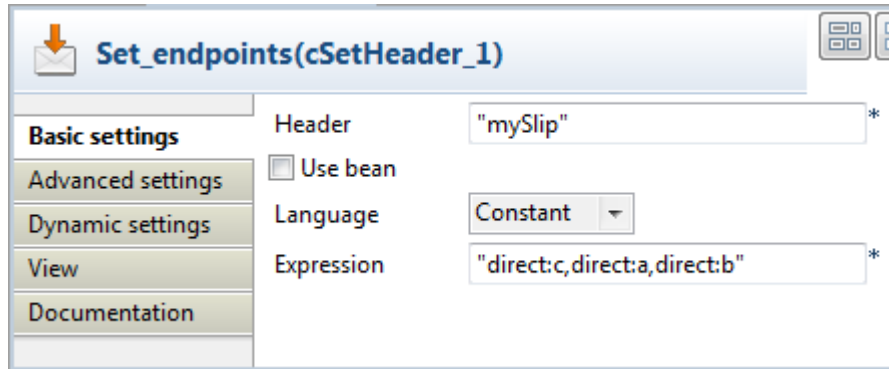 Set_endpoints(cSetHeader_1)
Basic settings
Advanced settings
Dynamic settings
View
Documentation
Header "mySlip" *
Use bean
Language Constant
Expression "direct:c,direct:a,direct:b" *